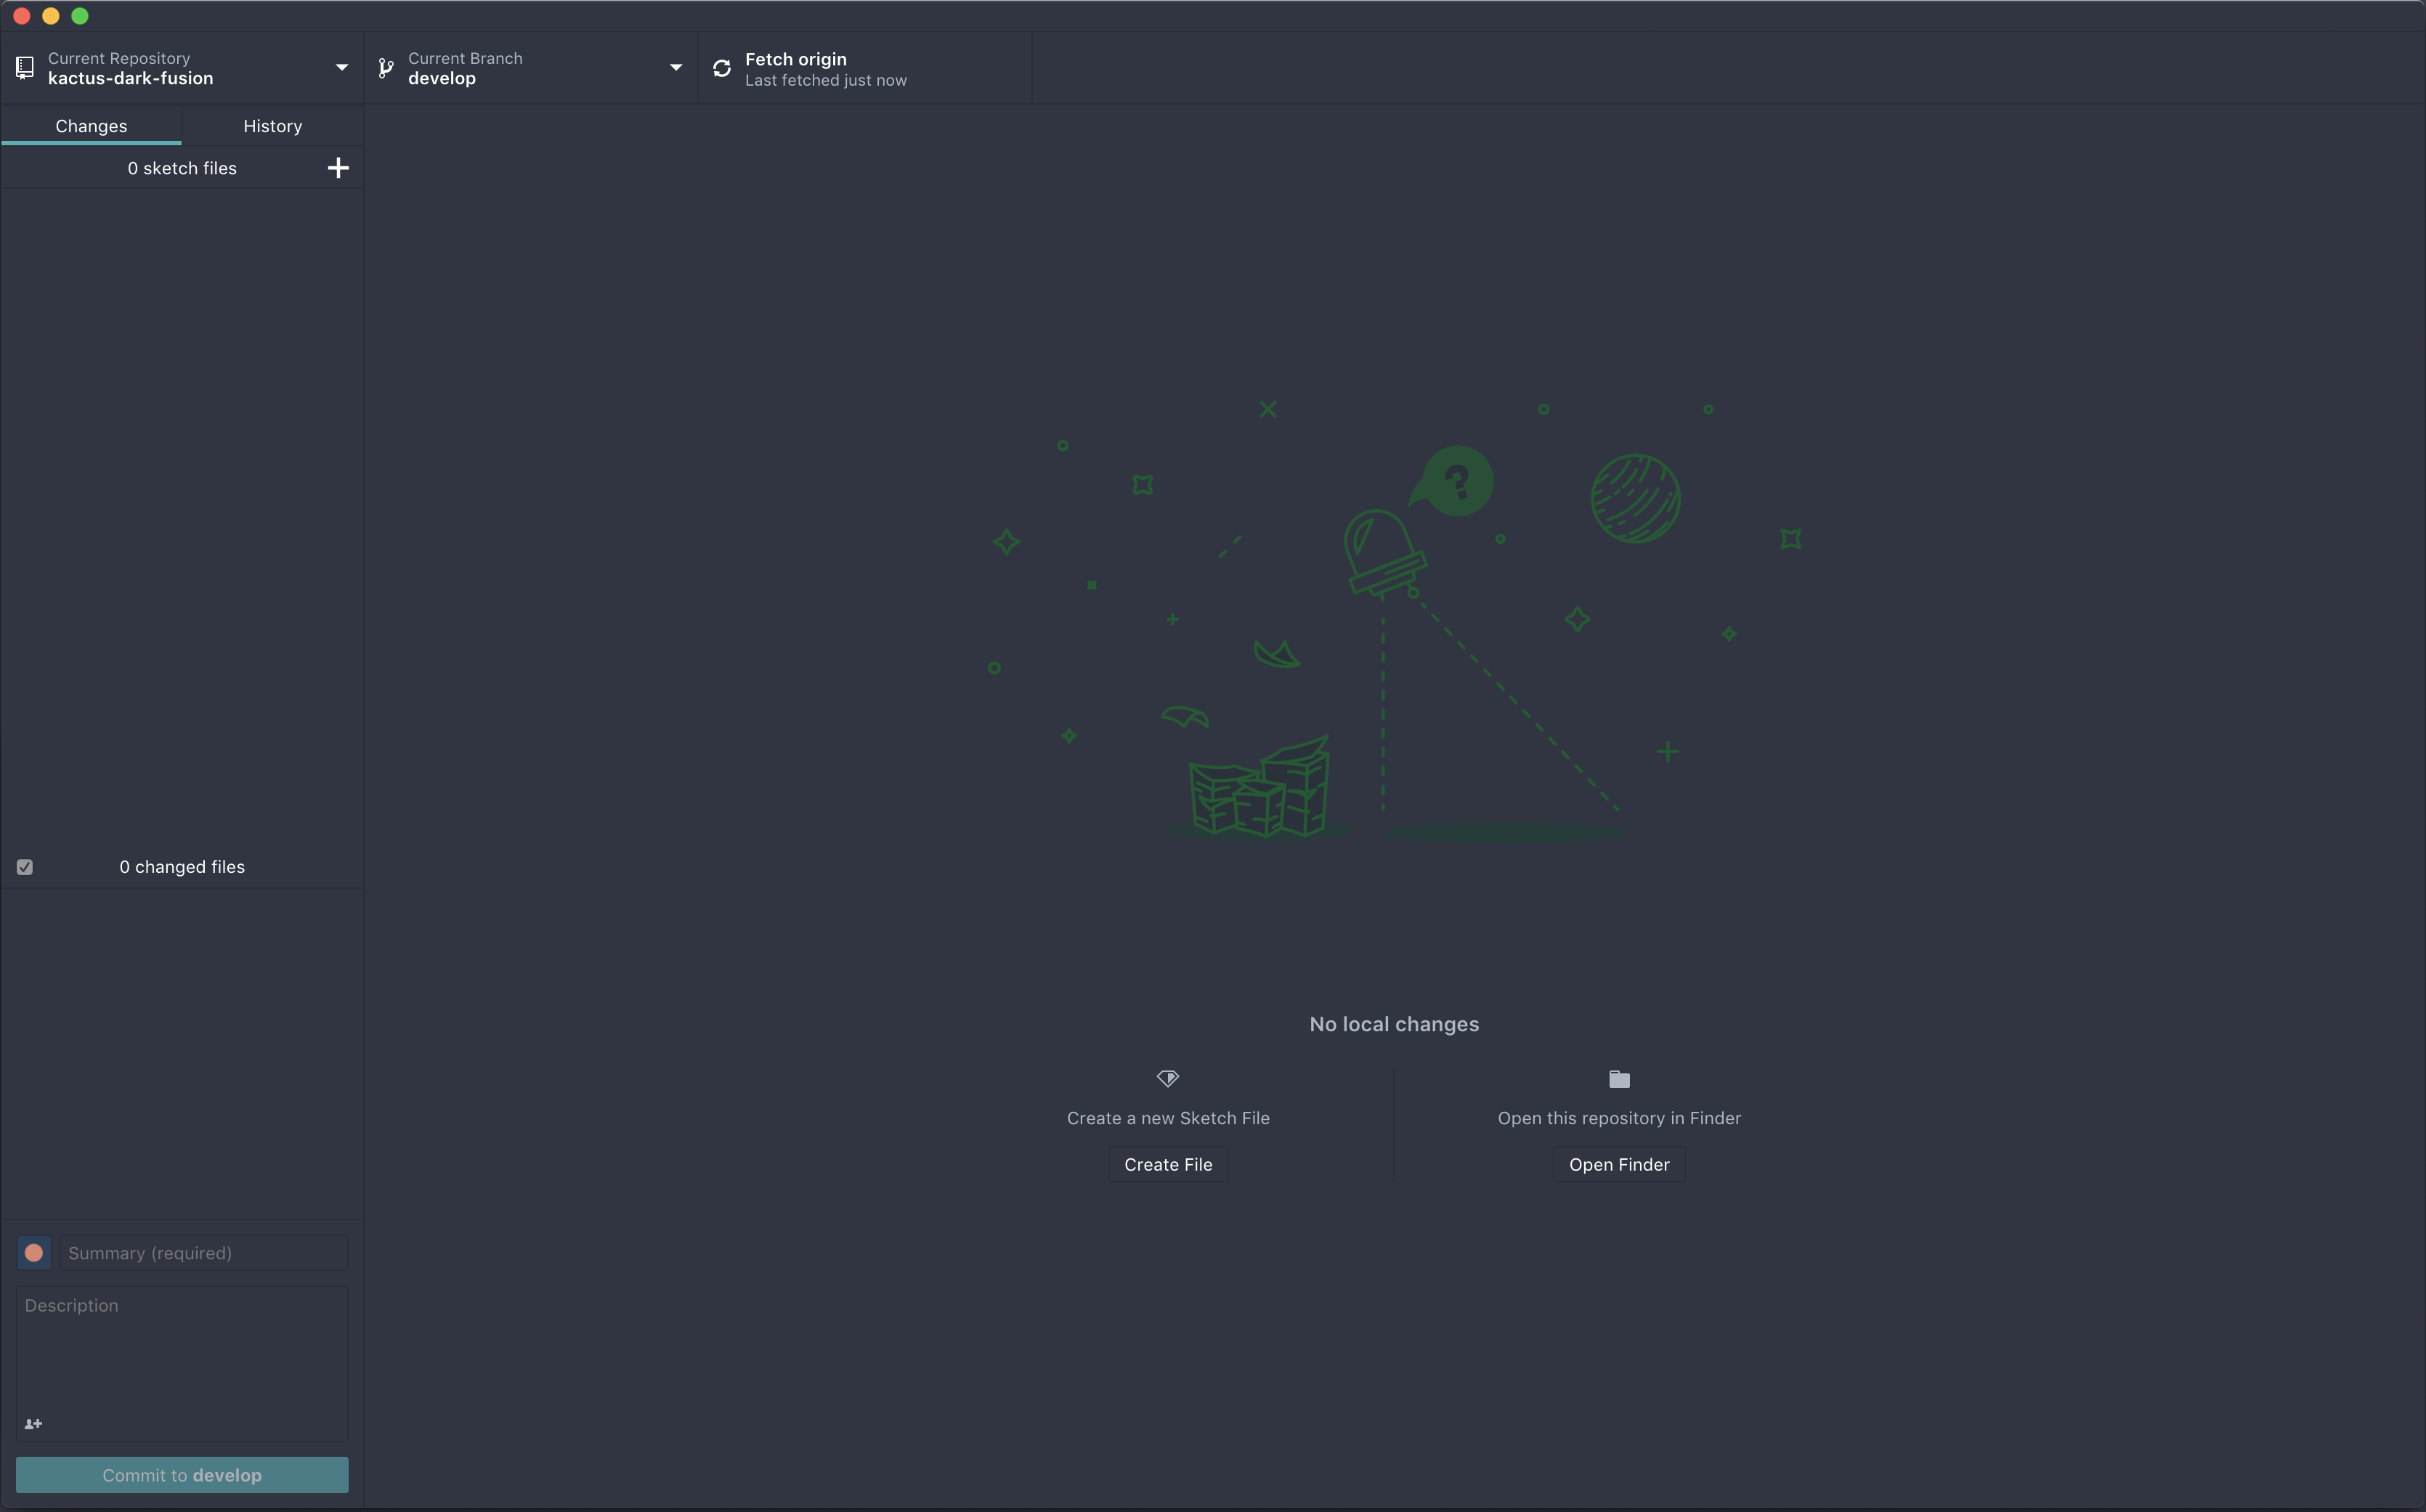 Current Repository
kactus-dark-fusion
Current Branch
develop
Fetch origin
Last fetched just now
Changes
History
0 sketch files
?
0 changed files
No local changes
Create a new Sketch File
Open this repository in Finder
Create File
Open Finder
Summary (required)
Description
Commit to develop